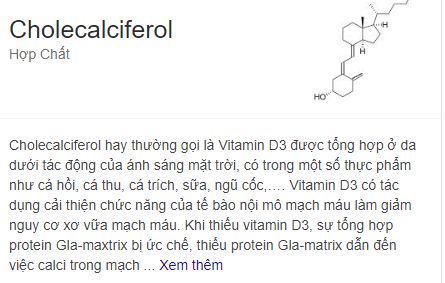 Cholecalciferol
Hợp Chất
H
H
HO
Cholecalciferol hay thường gọi là Vitamin D3 được tổng hợp ở da
dưới tác động của ánh sáng mặt trời, có trong một số thực phẩm
như cá hồi, cá thu, cá trích, sữa, ngũ cốc,.... Vitamin D3 có tác
dụng cải thiện chức năng của tế bào nội mô mạch máu làm giảm
nguy cơ xơ vữa mạch máu. Khi thiếu vitamin D3, sự tổng hợp
protein Gla-maxtrix bị ức chế, thiếu protein Gla-matrix dẫn đến
việc calci trong mạch ... Xem thêm